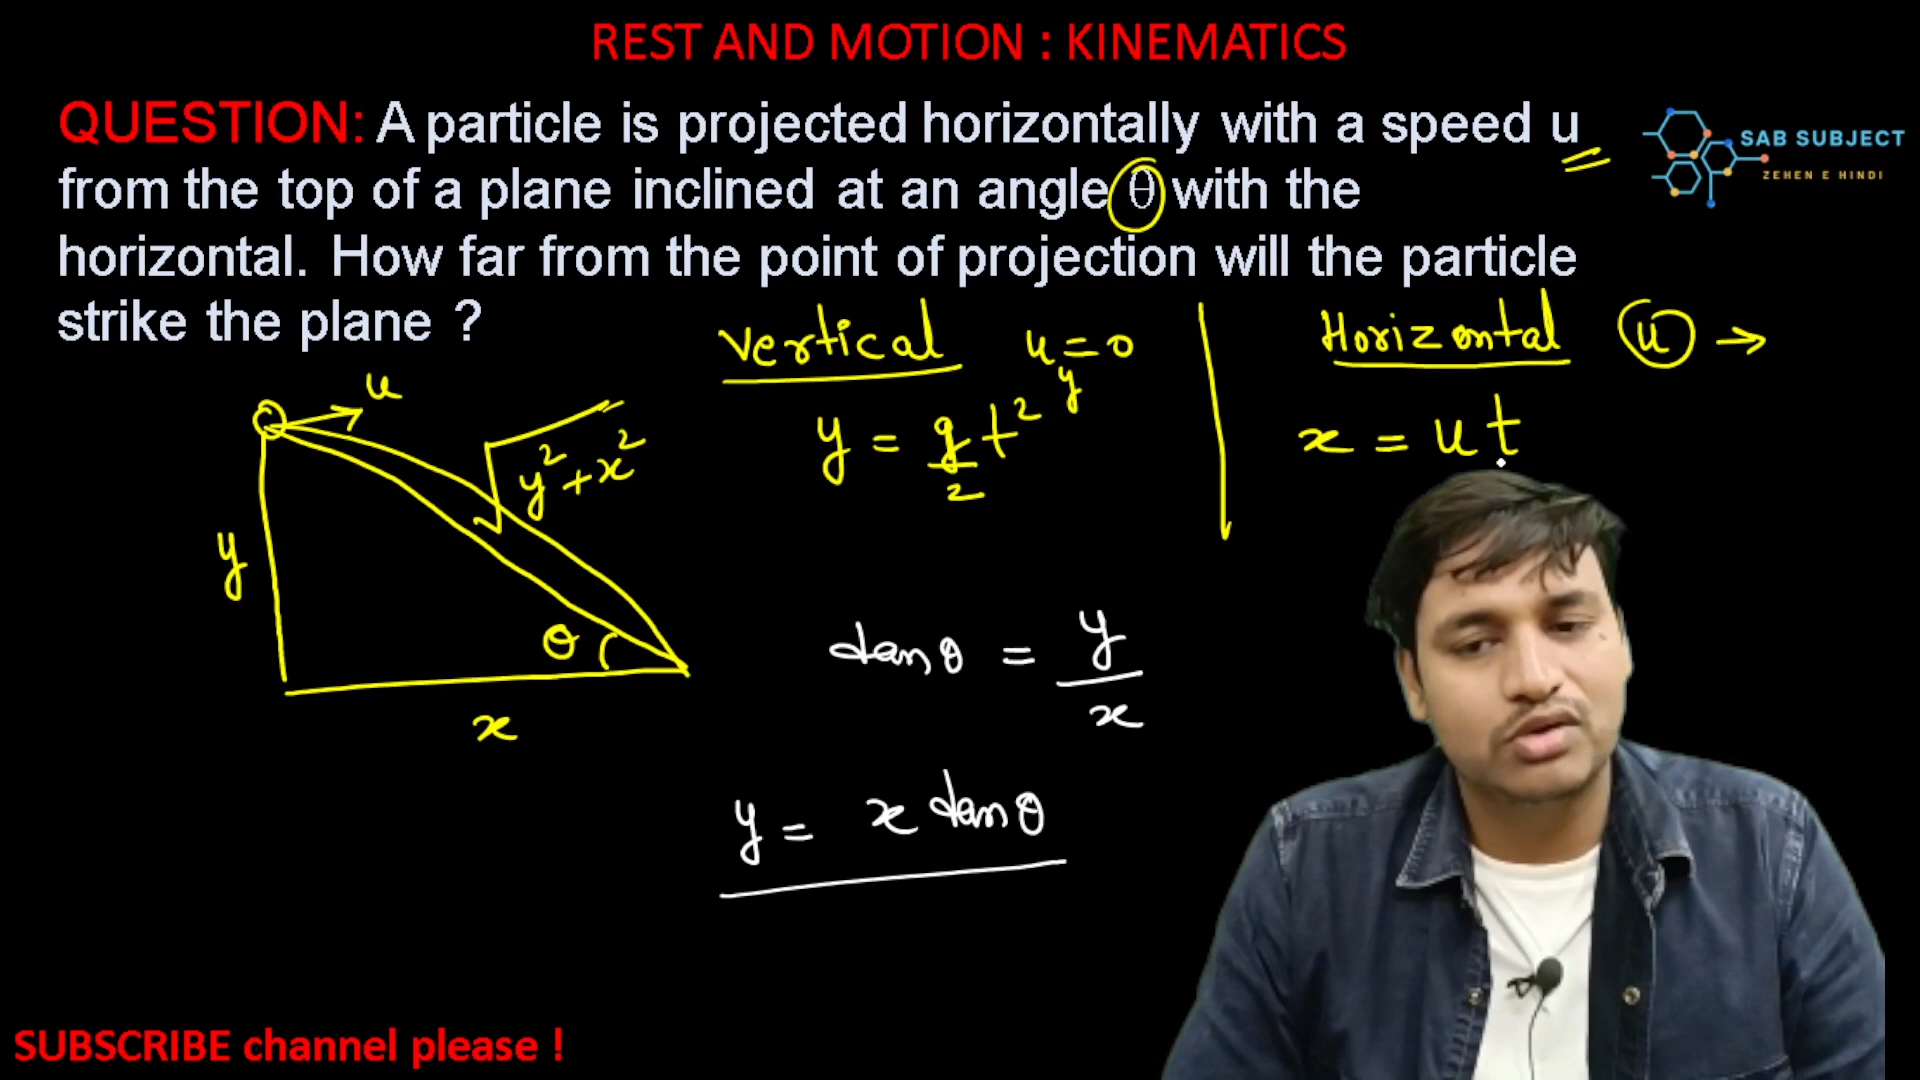 REST AND MOTION : KINEMATICS
QUESTION: A particle is projected horizontally with a speed u
from the top of a plane inclined at an angle θ with the
horizontal. How far from the point of projection will the particle
strike the plane ?
SAB SUBJECT
ZEHEN E HINDI
Vertical u_y = 0
Horizontal u →
u
y = g/2 t²
x = ut
√y² + x²
y
θ
x
tanθ = y/x
y = x tanθ
SUBSCRIBE channel please !